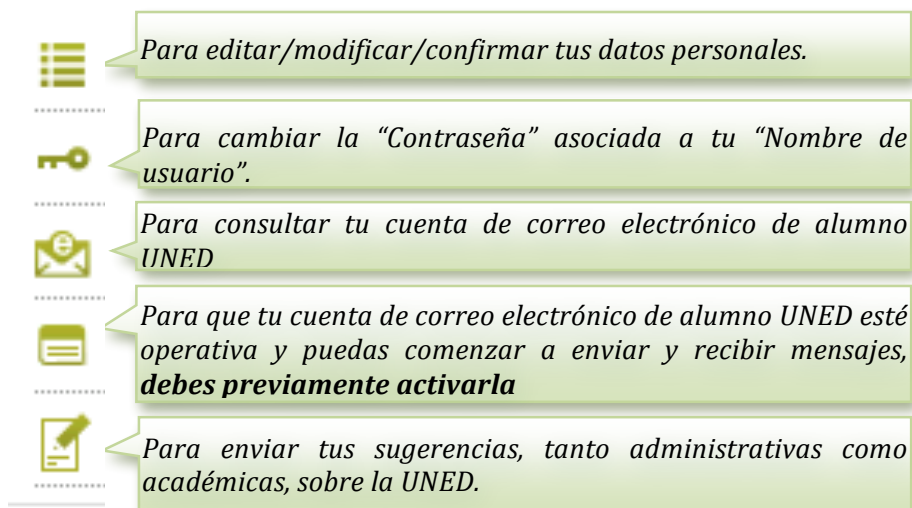 Para editar/modificar/confirmar tus datos personales.
Para cambiar la “Contraseña” asociada a tu “Nombre de
usuario”.
Para consultar tu cuenta de correo electrónico de alumno
UNED
Para que tu cuenta de correo electrónico de alumno UNED esté
operativa y puedas comenzar a enviar y recibir mensajes,
debes previamente activarla
Para enviar tus sugerencias, tanto administrativas como
académicas, sobre la UNED.